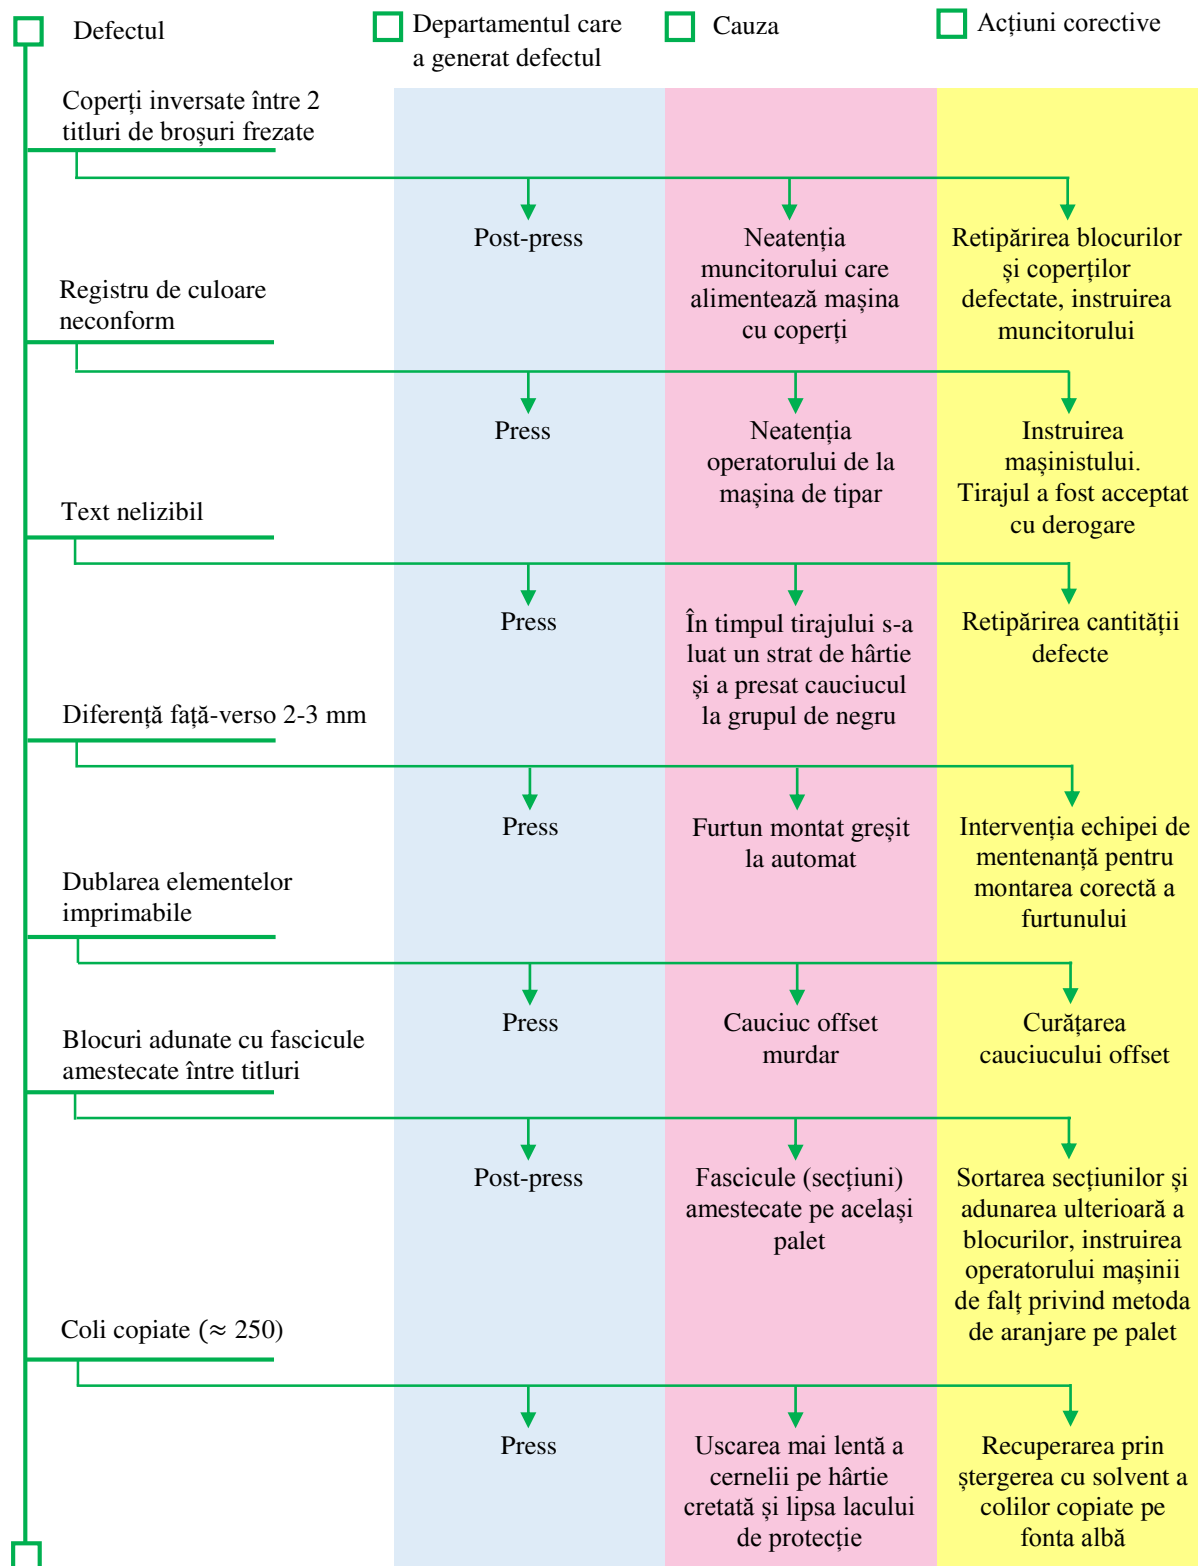 Defectul
Departamentul care
a generat defectul
Cauza
Acțiuni corective
Coperți inversate între 2
titluri de broșuri frezate
Post-press
Neatenția
muncitorului care
alimentează mașina
cu coperți
Retipărirea blocurilor
și coperților
defectate, instruirea
muncitorului
Registru de culoare
neconform
Press
Neatenția
operatorului de la
mașina de tipar
Instruirea
mașinistului.
Tirajul a fost acceptat
cu derogare
Text nelizibil
Press
În timpul tirajului s-a
luat un strat de hârtie
și a presat cauciucul
la grupul de negru
Retipărirea cantității
defecte
Diferență față-verso 2-3 mm
Press
Furtun montat greșit
la automat
Intervenția echipei de
mentenanță pentru
montarea corectă a
furtunului
Dublarea elementelor
imprimabile
Press
Cauciuc offset
murdar
Curățarea
cauciucului offset
Blocuri adunate cu fascicule
amestecate între titluri
Post-press
Fascicule (secțiuni)
amestecate pe același
palet
Sortarea secțiunilor și
adunarea ulterioară a
blocurilor, instruirea
operatorului mașinii
de falț privind metoda
de aranjare pe palet
Coli copiate (≈ 250)
Press
Uscarea mai lentă a
cernelii pe hârtie
cretată și lipsa lacului
de protecție
Recuperarea prin
ștergerea cu solvent a
colilor copiate pe
fonta albă